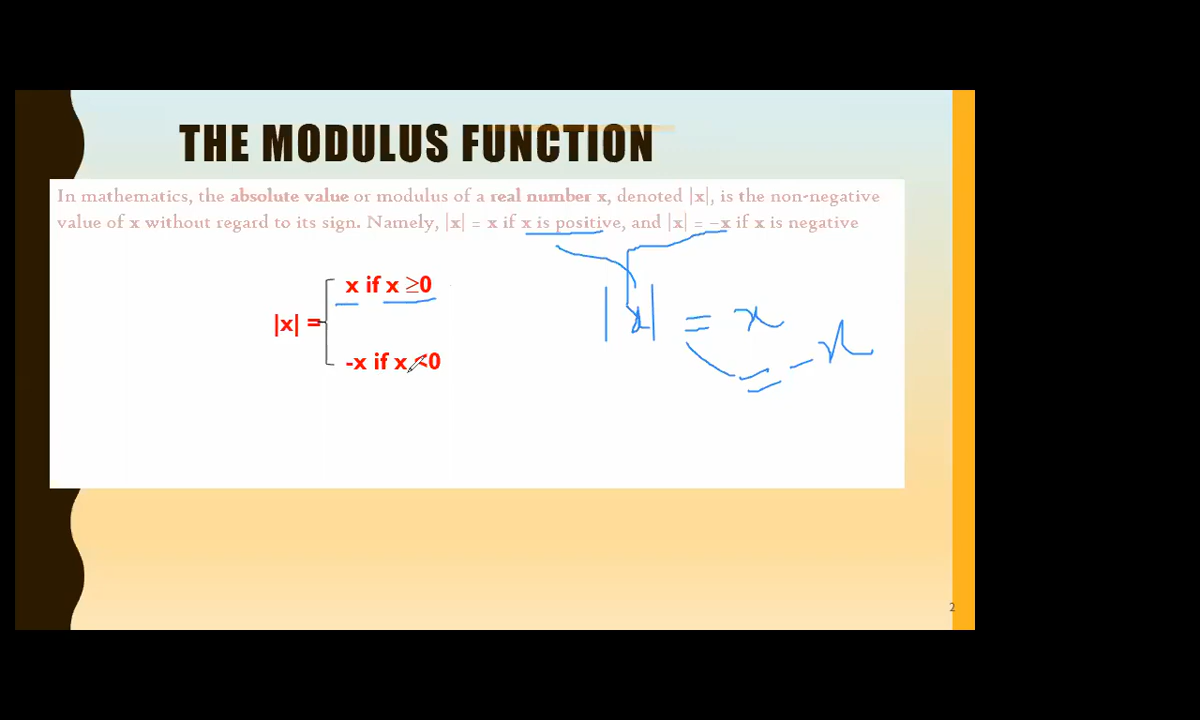 THE MODULUS FUNCTION
In mathematics, the absolute value or modulus of a real number x, denoted |x|, is the non-negative
value of x without regard to its sign. Namely, |x| = x if x is positive, and |x| = −x if x is negative
x if x ≥0
|x| =
-x if x <0
|x| = x
= - x
2